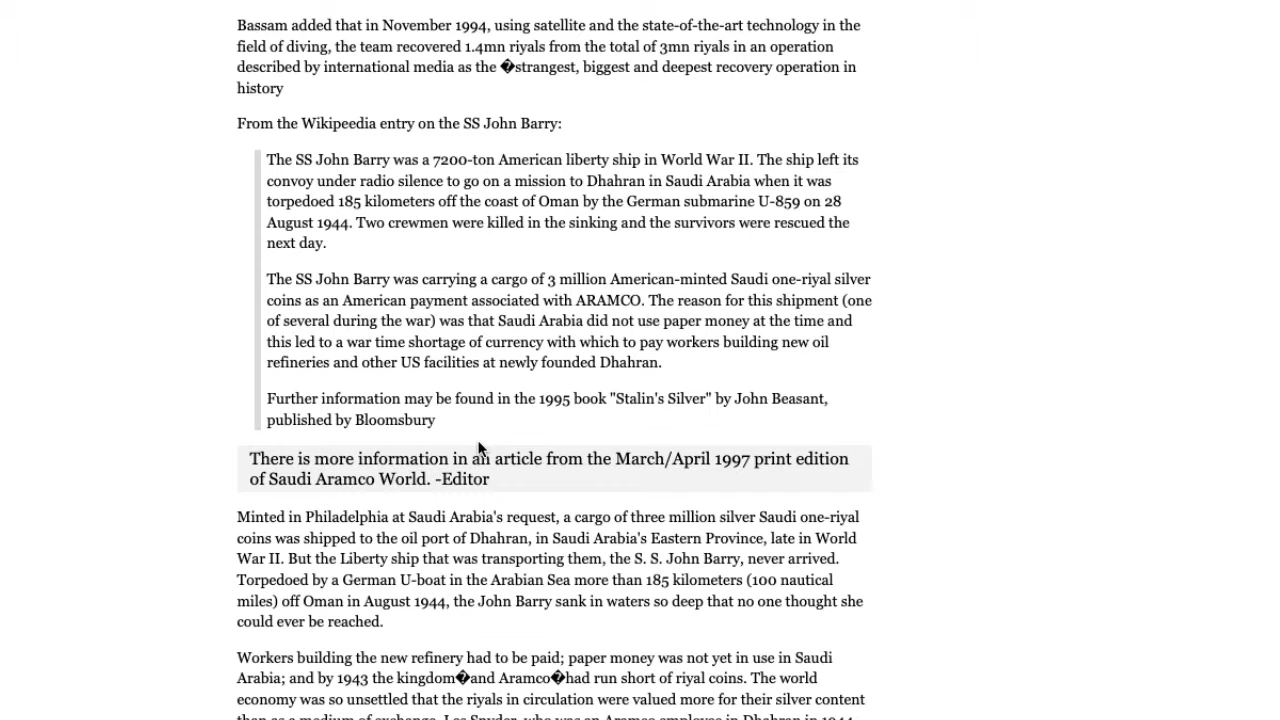 Bassam added that in November 1994, using satellite and the state-of-the-art technology in the
field of diving, the team recovered 1.4mn riyals from the total of 3mn riyals in an operation
described by international media as the �strangest, biggest and deepest recovery operation in
history
From the Wikipeedia entry on the SS John Barry:
The SS John Barry was a 7200-ton American liberty ship in World War II. The ship left its
convoy under radio silence to go on a mission to Dhahran in Saudi Arabia when it was
torpedoed 185 kilometers off the coast of Oman by the German submarine U-859 on 28
August 1944. Two crewmen were killed in the sinking and the survivors were rescued the
next day.
The SS John Barry was carrying a cargo of 3 million American-minted Saudi one-riyal silver
coins as an American payment associated with ARAMCO. The reason for this shipment (one
of several during the war) was that Saudi Arabia did not use paper money at the time and
this led to a war time shortage of currency with which to pay workers building new oil
refineries and other US facilities at newly founded Dhahran.
Further information may be found in the 1995 book "Stalin's Silver" by John Beasant,
published by Bloomsbury
There is more information in an article from the March/April 1997 print edition
of Saudi Aramco World. -Editor
Minted in Philadelphia at Saudi Arabia's request, a cargo of three million silver Saudi one-riyal
coins was shipped to the oil port of Dhahran, in Saudi Arabia's Eastern Province, late in World
War II. But the Liberty ship that was transporting them, the S. S. John Barry, never arrived.
Torpedoed by a German U-boat in the Arabian Sea more than 185 kilometers (100 nautical
miles) off Oman in August 1944, the John Barry sank in waters so deep that no one thought she
could ever be reached.
Workers building the new refinery had to be paid; paper money was not yet in use in Saudi
Arabia; and by 1943 the kingdom�and Aramco�had run short of riyal coins. The world
economy was so unsettled that the riyals in circulation were valued more for their silver content
than as a medium of exchange. Les Snyder, who was an Aramco employee in Dhahran in 1944